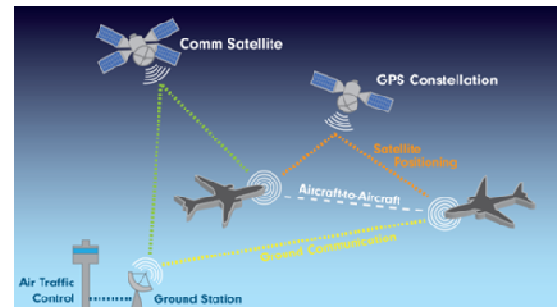 Comm Satellite
GPS Constellation
Satellite
Positioning
Aircraft-to-Aircraft
Ground Communication
Air Traffic
Control
Ground Station